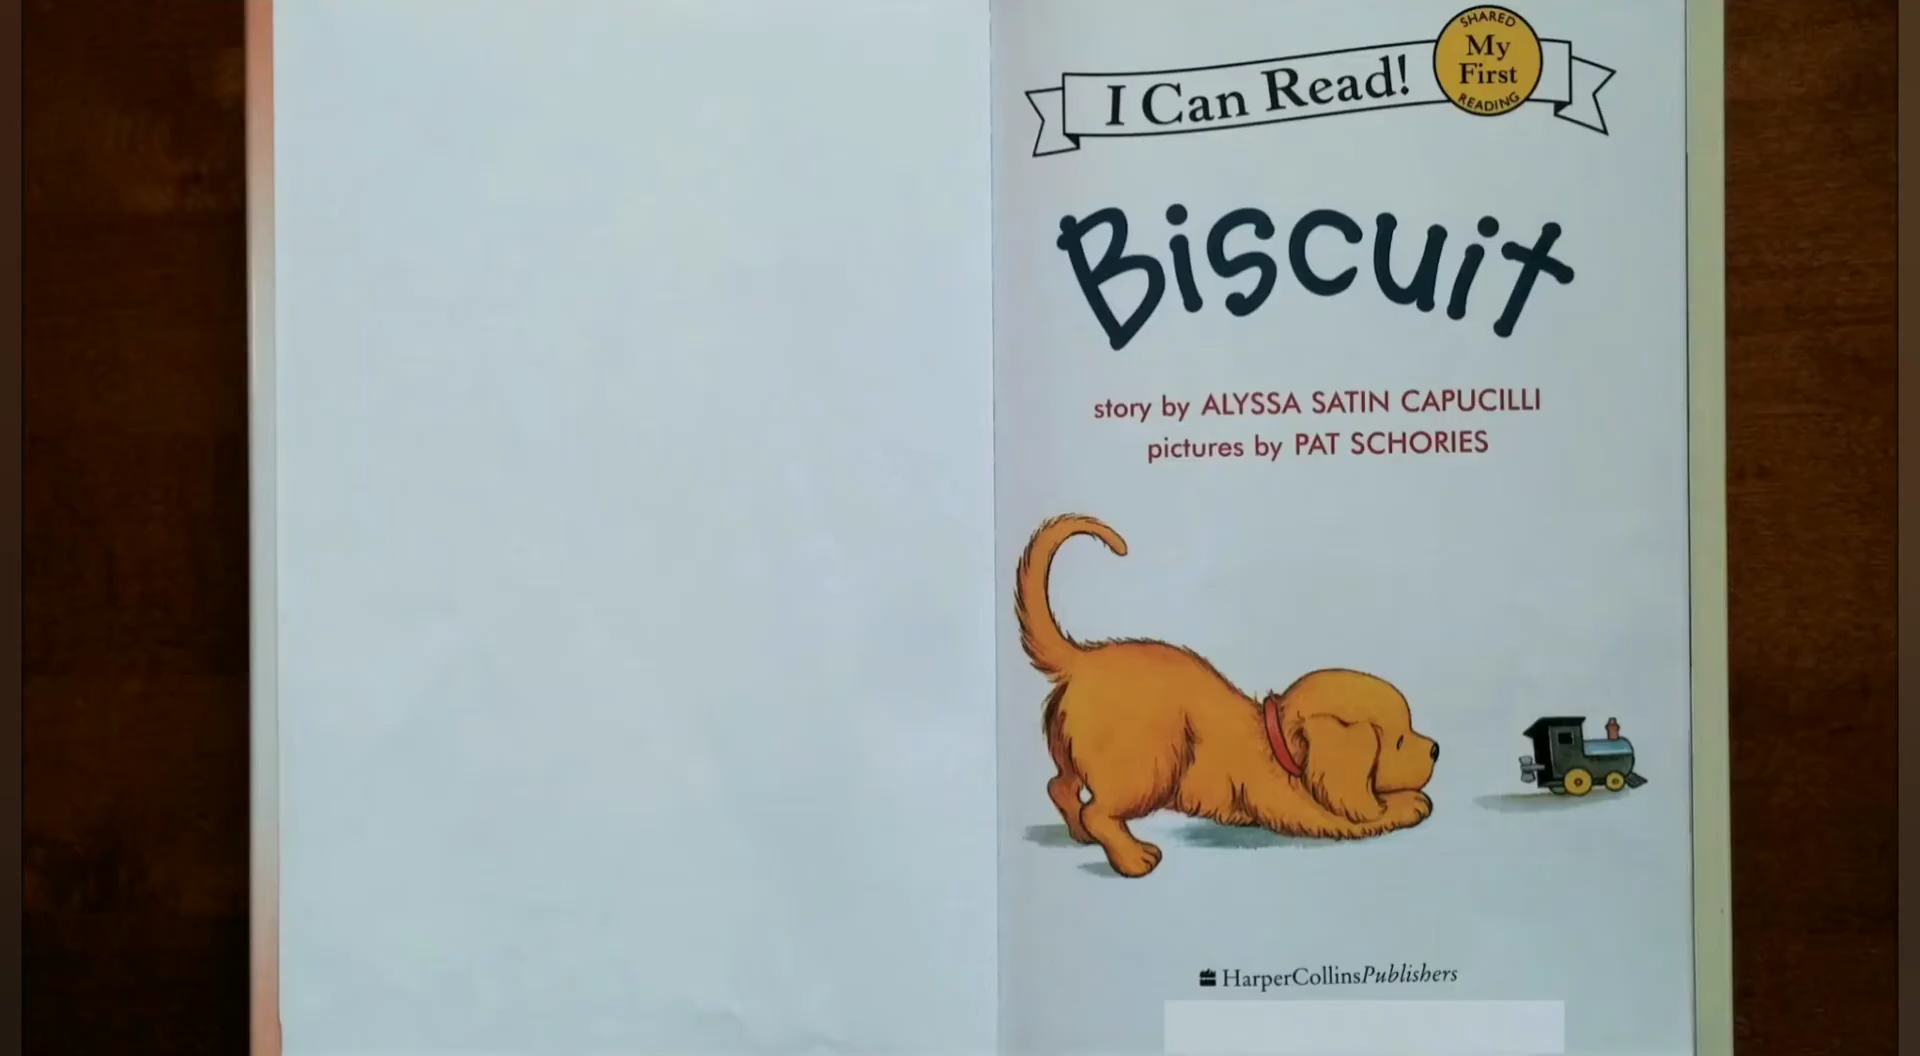 I Can Read!
SHARED
My
First
READING
Biscuit
story by ALYSSA SATIN CAPUCILLI
pictures by PAT SCHORIES
HarperCollinsPublishers